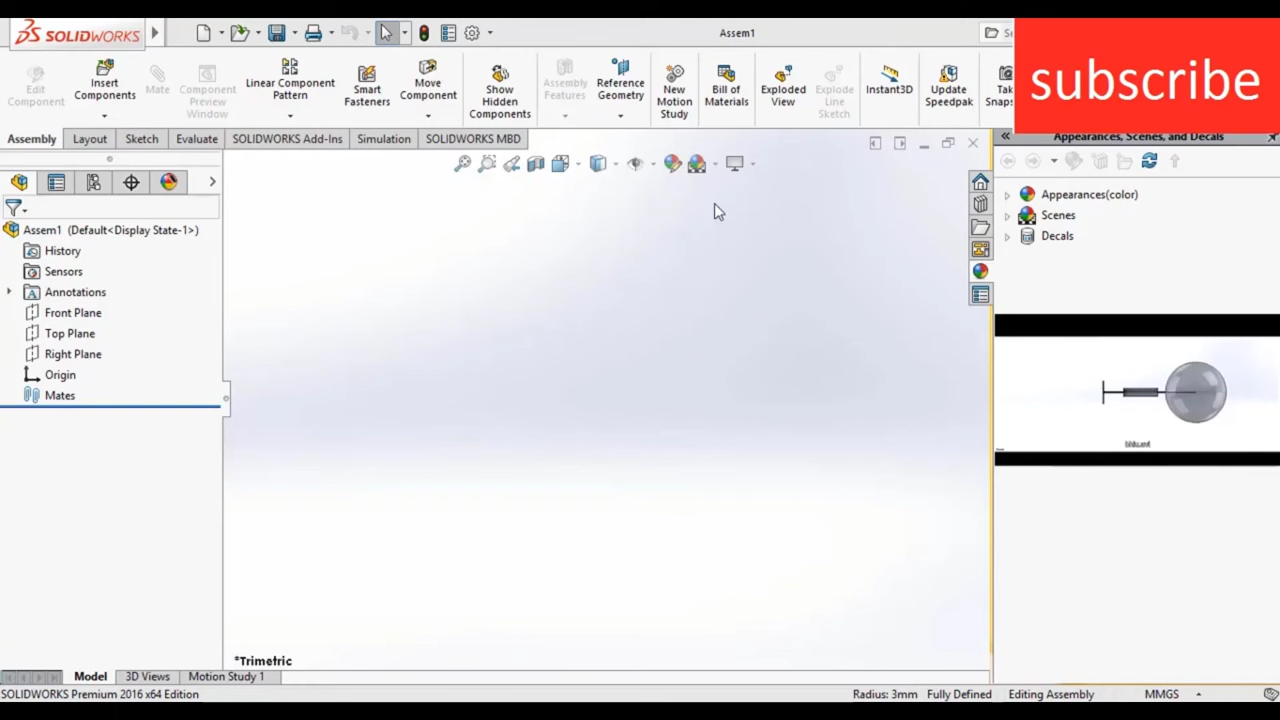 SOLIDWORKS
Assem1
subscribe
Edit Component
Insert Components
Mate
Component Preview Window
Linear Component Pattern
Smart Fasteners
Move Component
Show Hidden Components
Assembly Features
Reference Geometry
New Motion Study
Bill of Materials
Exploded View
Explode Line Sketch
Instant3D
Update Speedpak
Assembly
Layout
Sketch
Evaluate
SOLIDWORKS Add-Ins
Simulation
SOLIDWORKS MBD
Appearances, Scenes, and Decals
Assem1 (Default<Display State-1>)
History
Sensors
Annotations
Front Plane
Top Plane
Right Plane
Origin
Mates
Appearances(color)
Scenes
Decals
*Trimetric
Model
3D Views
Motion Study 1
SOLIDWORKS Premium 2016 x64 Edition
Radius: 3mm
Fully Defined
Editing Assembly
MMGS